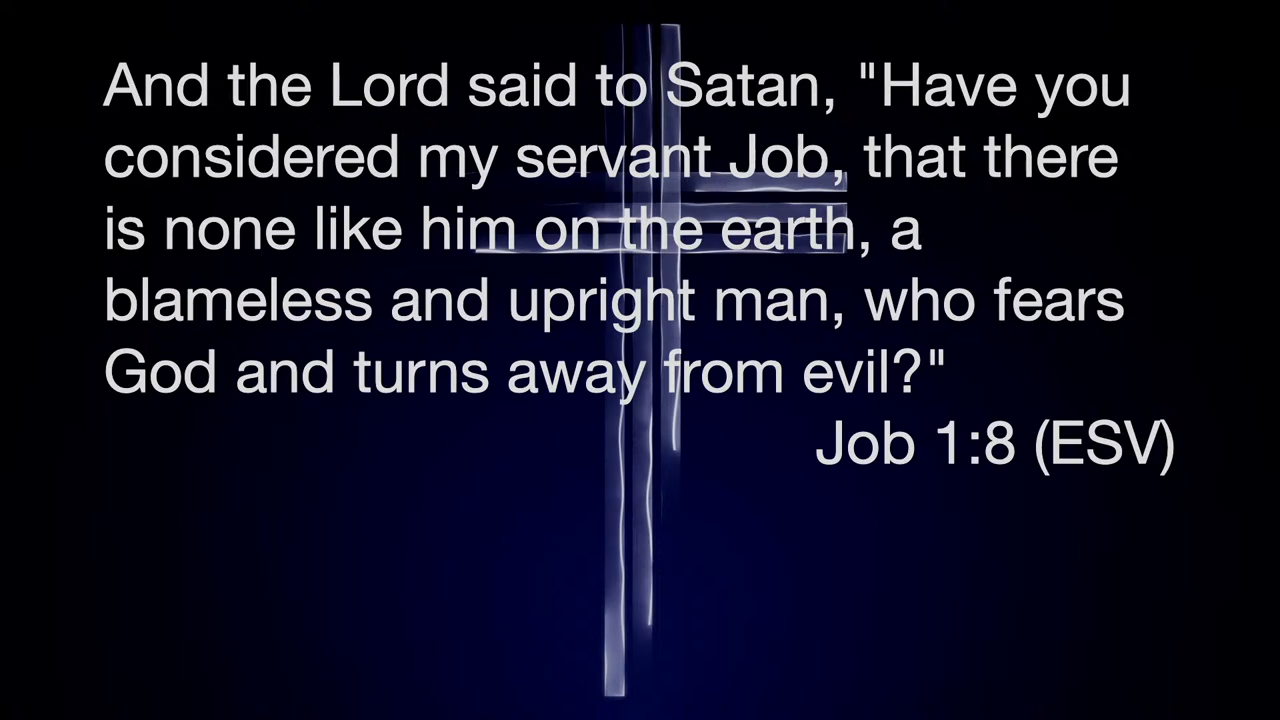 And the Lord said to Satan, "Have you
considered my servant Job, that there
is none like him on the earth, a
blameless and upright man, who fears
God and turns away from evil?"
Job 1:8 (ESV)